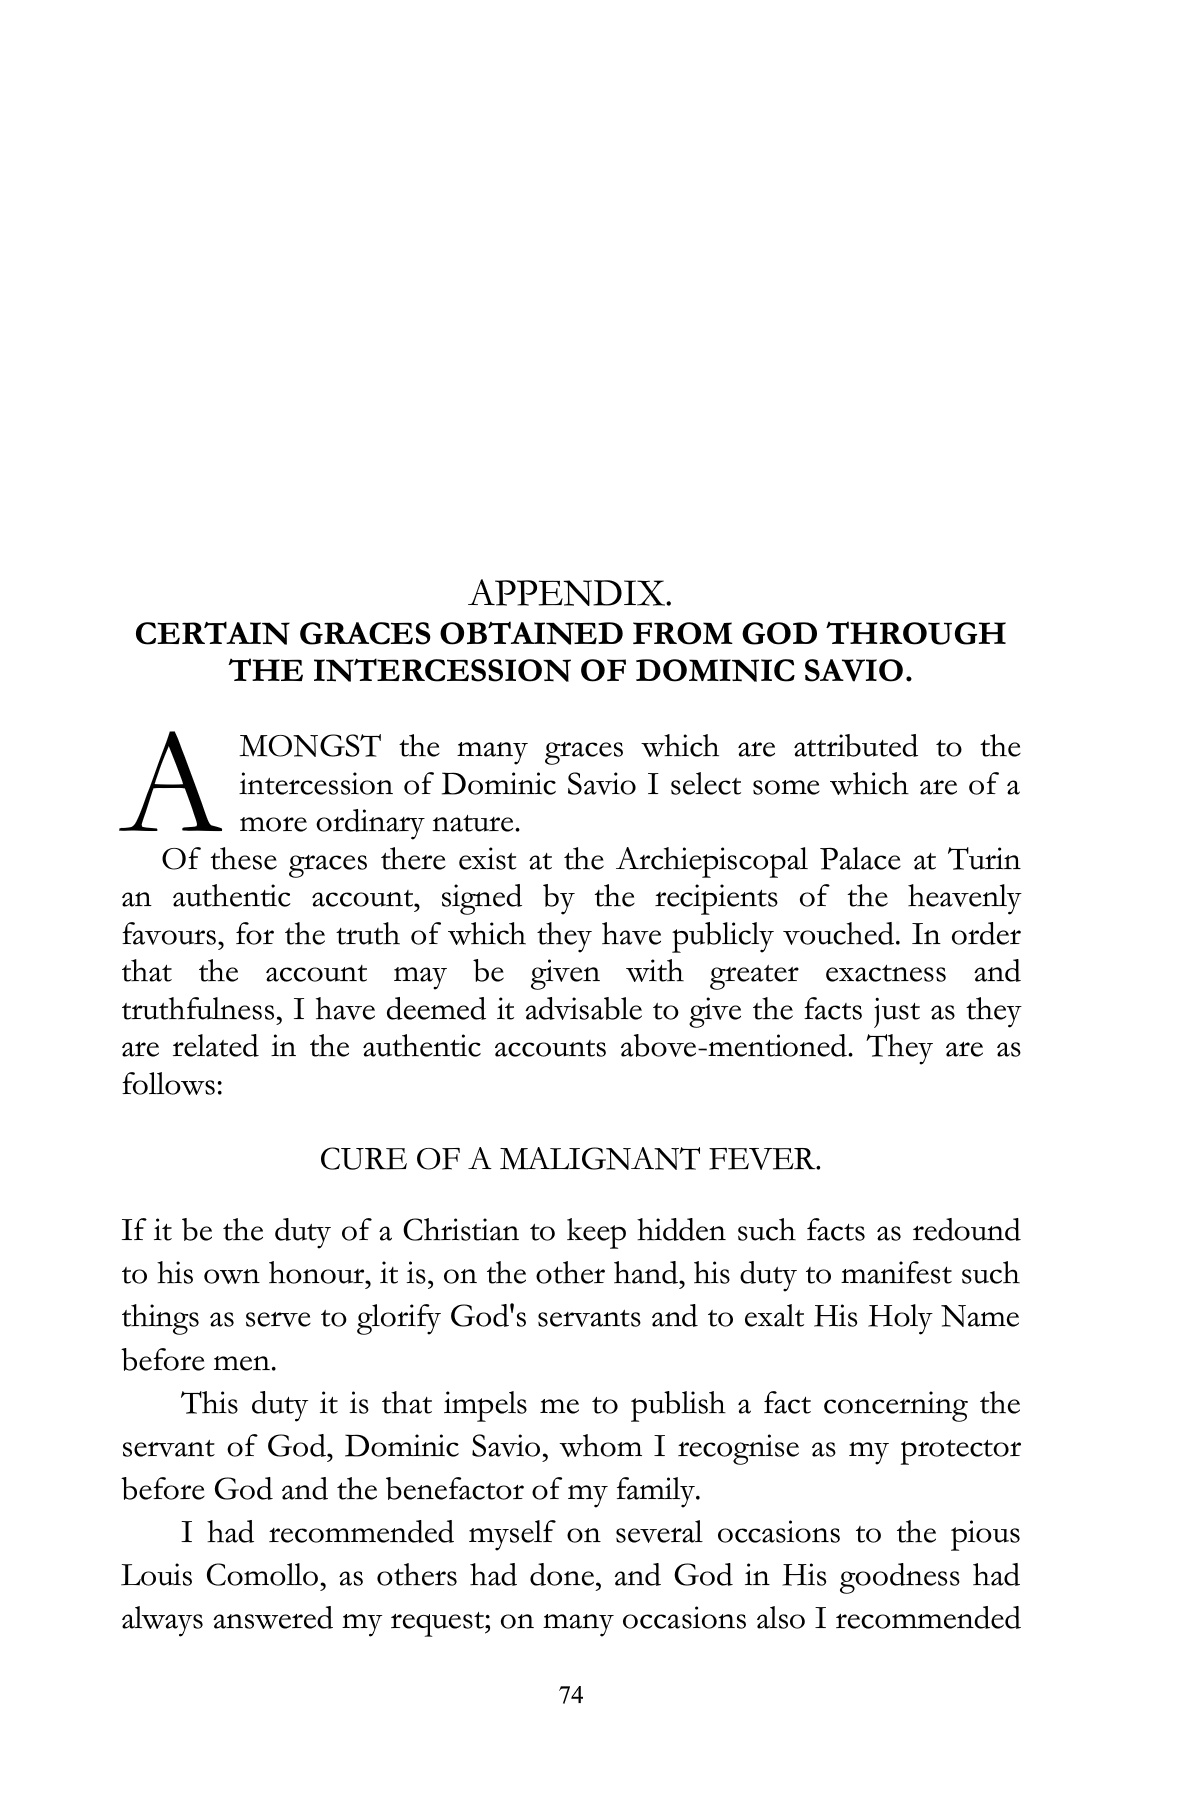 APPENDIX.
CERTAIN GRACES OBTAINED FROM GOD THROUGH
THE INTERCESSION OF DOMINIC SAVIO.
AMONGST the many graces which are attributed to the
intercession of Dominic Savio I select some which are of a
more ordinary nature.
Of these graces there exist at the Archiepiscopal Palace at Turin
an authentic account, signed by the recipients of the heavenly
favours, for the truth of which they have publicly vouched. In order
that the account may be given with greater exactness and
truthfulness, I have deemed it advisable to give the facts just as they
are related in the authentic accounts above-mentioned. They are as
follows:
CURE OF A MALIGNANT FEVER.
If it be the duty of a Christian to keep hidden such facts as redound
to his own honour, it is, on the other hand, his duty to manifest such
things as serve to glorify God's servants and to exalt His Holy Name
before men.
This duty it is that impels me to publish a fact concerning the
servant of God, Dominic Savio, whom I recognise as my protector
before God and the benefactor of my family.
I had recommended myself on several occasions to the pious
Louis Comollo, as others had done, and God in His goodness had
always answered my request; on many occasions also I recommended
74